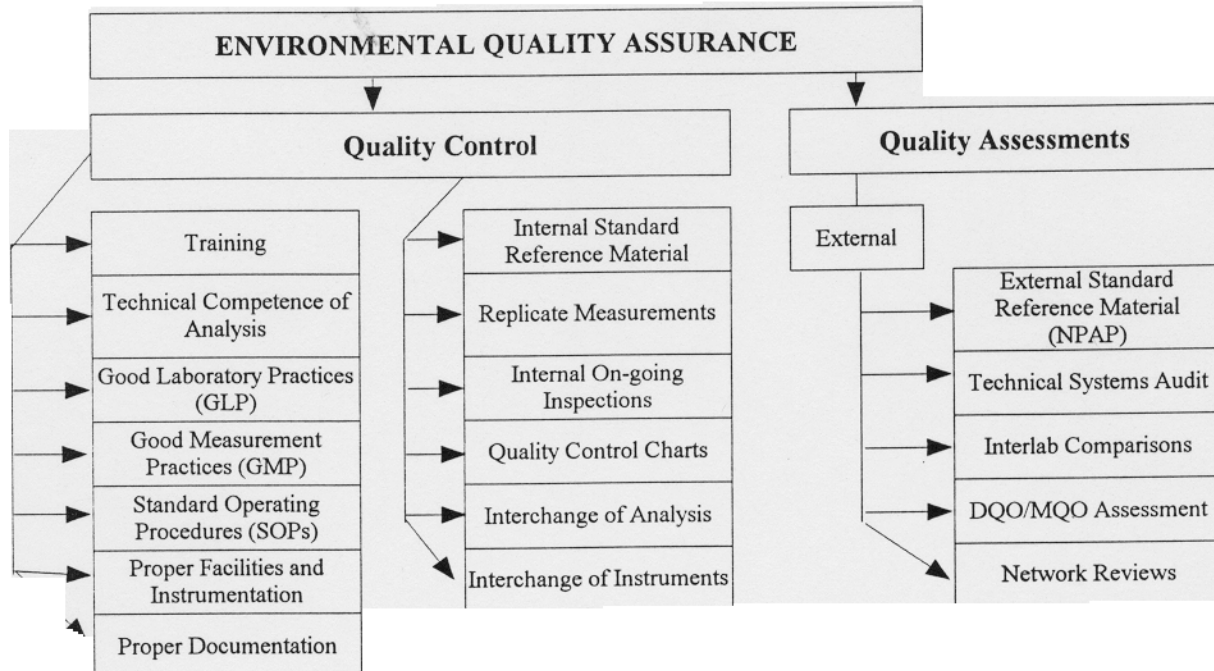 ENVIRONMENTAL QUALITY ASSURANCE
Quality Control
Quality Assessments
Training
Technical Competence of
Analysis
Good Laboratory Practices
(GLP)
Good Measurement
Practices (GMP)
Standard Operating
Procedures (SOPs)
Proper Facilities and
Instrumentation
Proper Documentation
Internal Standard
Reference Material
Replicate Measurements
Internal On-going
Inspections
Quality Control Charts
Interchange of Analysis
Interchange of Instruments
External
External Standard
Reference Material
(NPAP)
Technical Systems Audit
Interlab Comparisons
DQO/MQO Assessment
Network Reviews